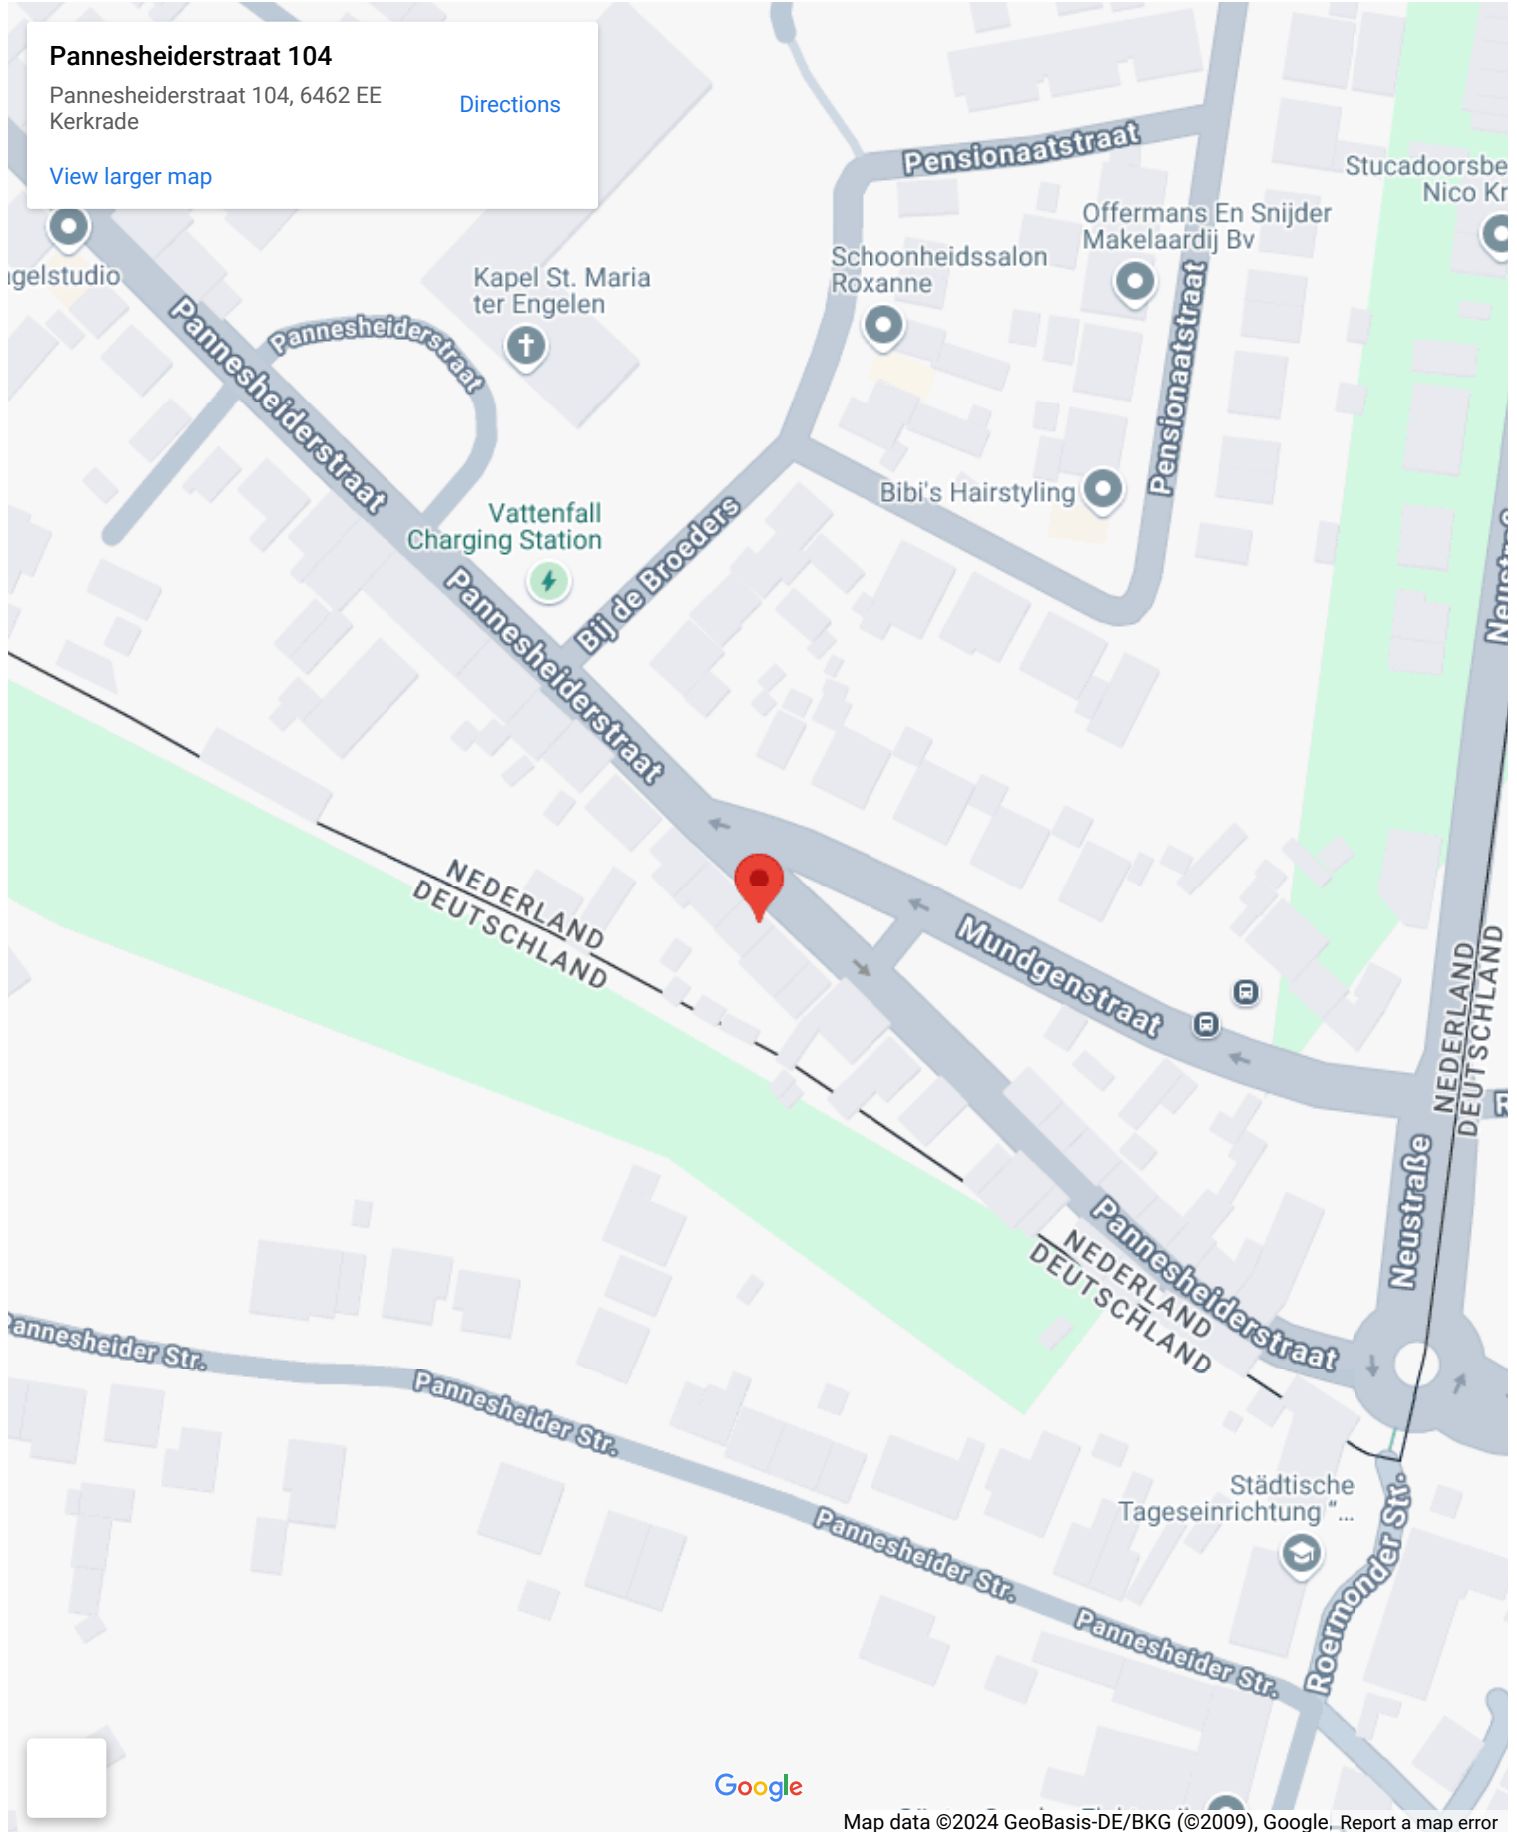 Pannesheiderstraat 104
Pannesheiderstraat 104, 6462 EE
Kerkrade
Directions
View larger map
Pensionaatstraat
Stucadoorsbe
Nico Kr
Offermans En Snijder
Makelaardij Bv
Schoonheidssalon
Roxanne
Kapel St. Maria
ter Engelen
agelstudio
Pannesheiderstraat
Pannesheiderstraat
Pensionaatstraat
Bibi's Hairstyling
Vattenfall
Charging Station
Bij de Broeders
Pannesheiderstraat
NEDERLAND
DEUTSCHLAND
Mundgenstraat
NEDERLAND
DEUTSCHLAND
R
Neustraße
Pannesheiderstraat
NEDERLAND
DEUTSCHLAND
Pannesheider Str.
Pannesheider Str.
Städtische
Tageseinrichtung “...
Roermonder Str.
Pannesheider Str.
Pannesheider Str.
Google
Map data ©2024 GeoBasis-DE/BKG (©2009), Google
Report a map error